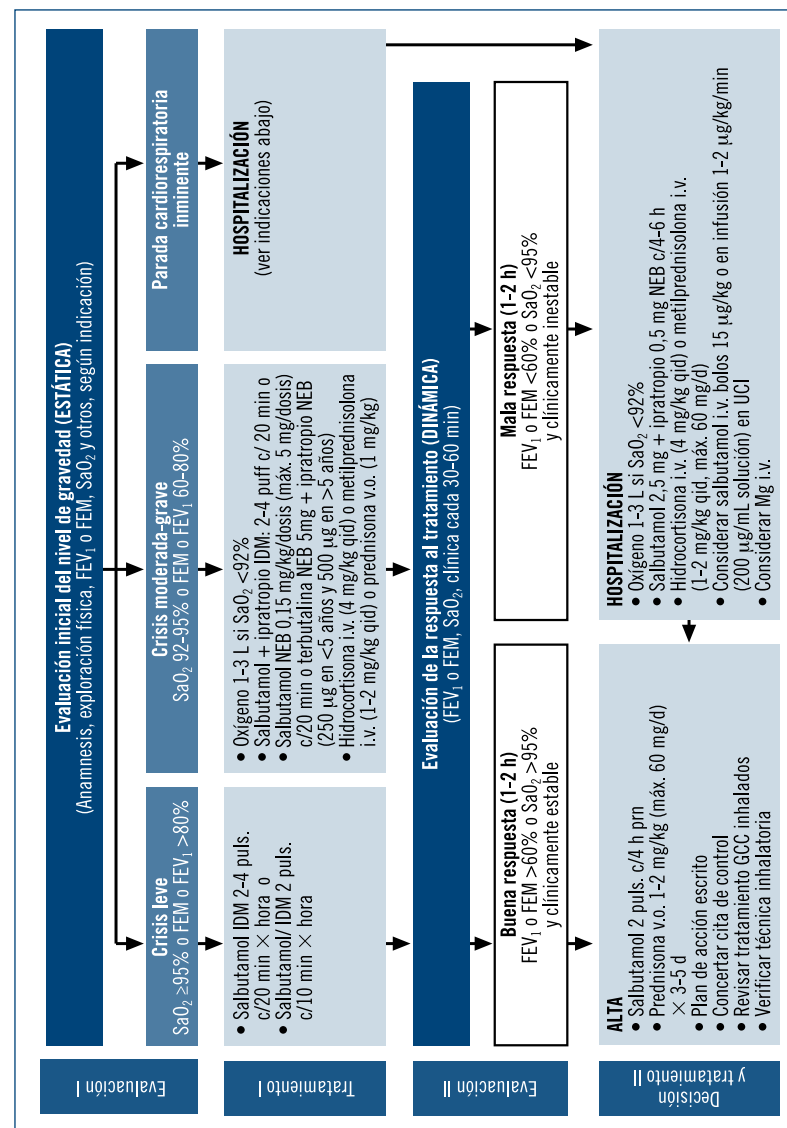 Evaluación I
Evaluación inicial del nivel de gravedad (ESTÁTICA)
(Anamnesis, exploración física, FEV₁ o FEM, SaO₂ y otros, según indicación)
Crisis leve
SaO₂ ≥95% o FEM o FEV₁ >80%
Crisis moderada-grave
SaO₂ 92-95% o FEM o FEV₁ 60-80%
Parada cardiorespiratoria
inminente
Tratamiento I
• Salbutamol IDM 2-4 puls.
c/20 min × hora o
• Salbutamol/ IDM 2 puls.
c/10 min × hora
• Oxígeno 1-3 L si SaO₂ <92%
• Salbutamol + ipratropio IDM: 2-4 puff c/ 20 min o
• Salbutamol NEB 0,15 mg/kg/dosis (máx. 5 mg/dosis)
c/20 min o terbutalina NEB 5mg + ipratropio NEB
(250 µg en <5 años y 500 µg en >5 años)
• Hidrocortisona i.v. (4 mg/kg qid) o metilprednisolona
i.v. (1-2 mg/kg qid) o prednisona v.o. (1 mg/kg)
HOSPITALIZACIÓN
(ver indicaciones abajo)
Evaluación II
Evaluación de la respuesta al tratamiento (DINÁMICA)
(FEV₁ o FEM, SaO₂, clínica cada 30-60 min)
Buena respuesta (1-2 h)
FEV₁ o FEM >60% o SaO₂ >95%
y clínicamente estable
Mala respuesta (1-2 h)
FEV₁ o FEM <60% o SaO₂ <95%
y clínicamente inestable
Decisión
y tratamiento II
ALTA
• Salbutamol 2 puls. c/4 h prn
• Prednisona v.o. 1-2 mg/kg (máx. 60 mg/d)
× 3-5 d
• Plan de acción escrito
• Concertar cita de control
• Revisar tratamiento GCC inhalados
• Verificar técnica inhalatoria
HOSPITALIZACIÓN
• Oxígeno 1-3 L si SaO₂ <92%
• Salbutamol 2,5 mg + ipratropio 0,5 mg NEB c/4-6 h
• Hidrocortisona i.v. (4 mg/kg qid) o metilprednisolona i.v.
(1-2 mg/kg qid, máx. 60 mg/d)
• Considerar salbutamol i.v. bolos 15 µg/kg o en infusión 1-2 µg/kg/min
(200 µg/mL solución) en UCI
• Considerar Mg i.v.